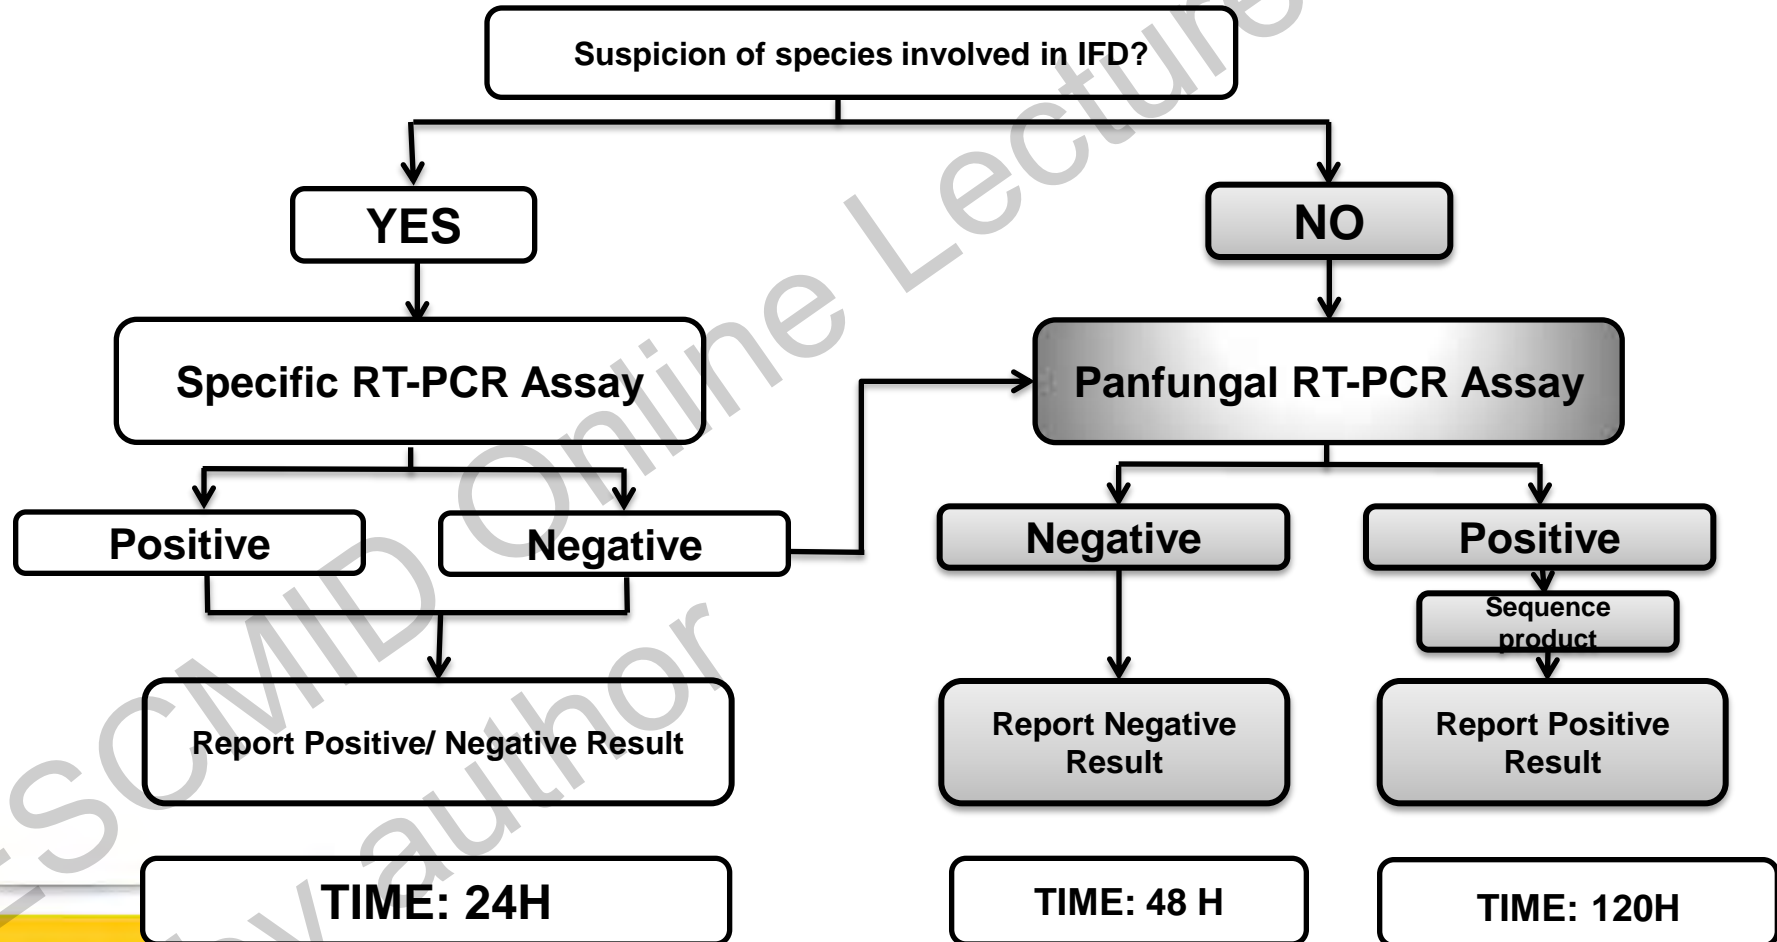 Suspicion of species involved in IFD?
YES
NO
Specific RT-PCR Assay
Panfungal RT-PCR Assay
Positive
Negative
Negative
Positive
Sequence
product
Report Positive/ Negative Result
Report Negative
Result
Report Positive
Result
TIME: 24H
TIME: 48 H
TIME: 120H
ESCMID Online Lecture
by author